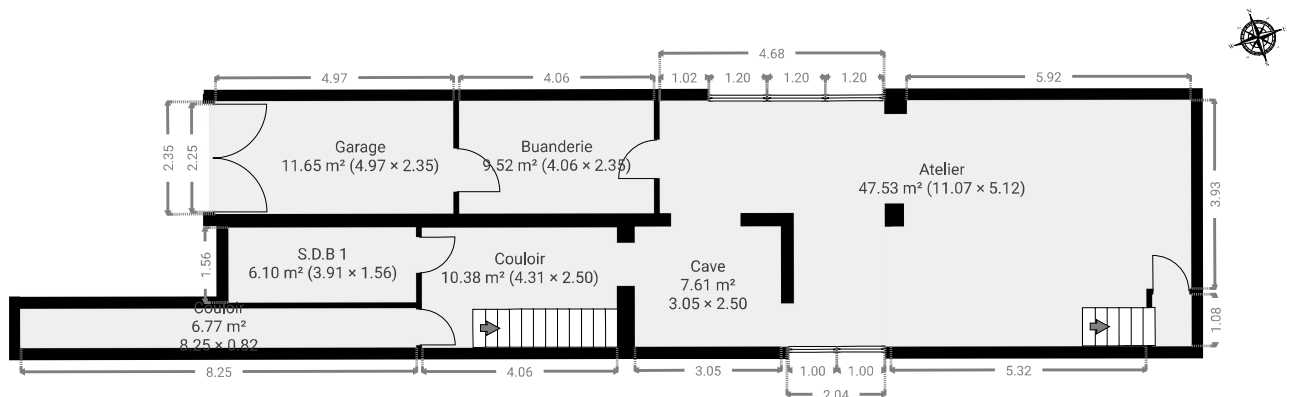 4.68
4.97
4.06
1.02
1.20
1.20
1.20
5.92
2.35
2.25
Garage
11.65 m² (4.97 × 2.35)
Buanderie
9.52 m² (4.06 × 2.35)
Atelier
47.53 m² (11.07 × 5.12)
3.93
1.56
S.D.B 1
6.10 m² (3.91 × 1.56)
Couloir
10.38 m² (4.31 × 2.50)
Cave
7.61 m²
3.05 × 2.50
Couloir
6.77 m²
8.25 × 0.82
1.08
8.25
4.06
3.05
1.00
1.00
5.32
2.04